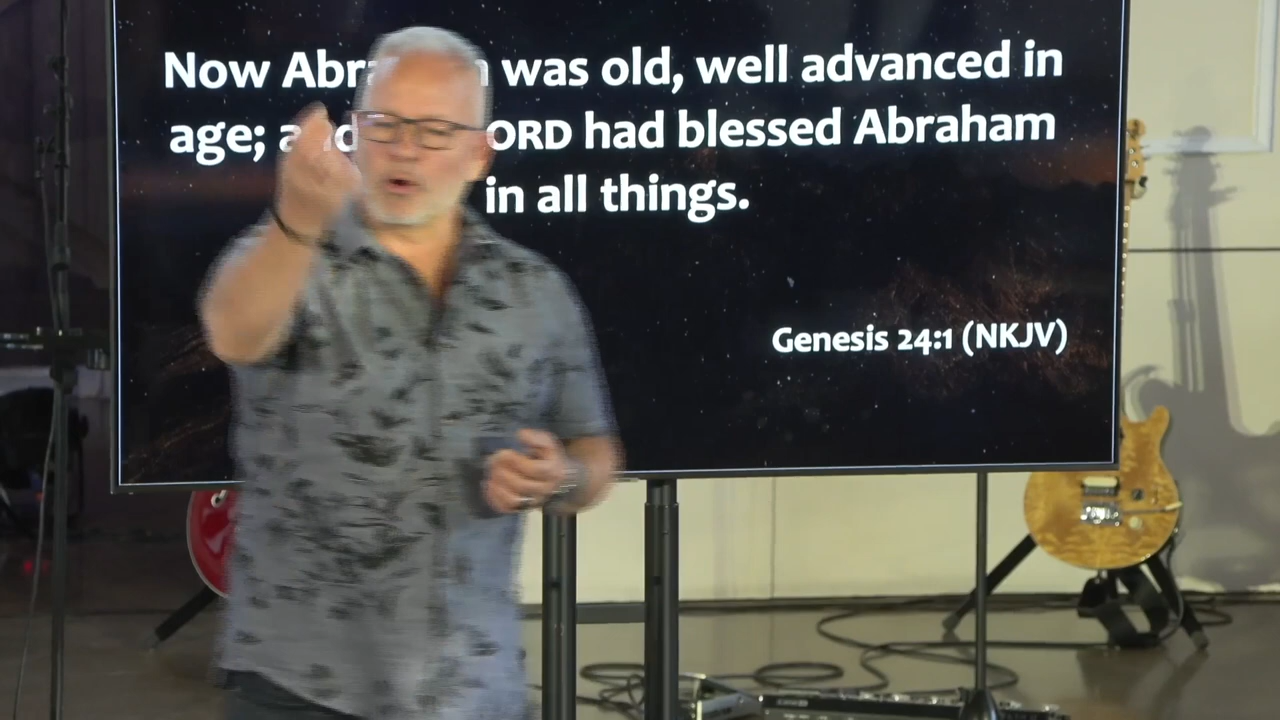 Now Abra was old, well advanced in
age; and ORD had blessed Abraham
in all things.
Genesis 24:1 (NKJV)